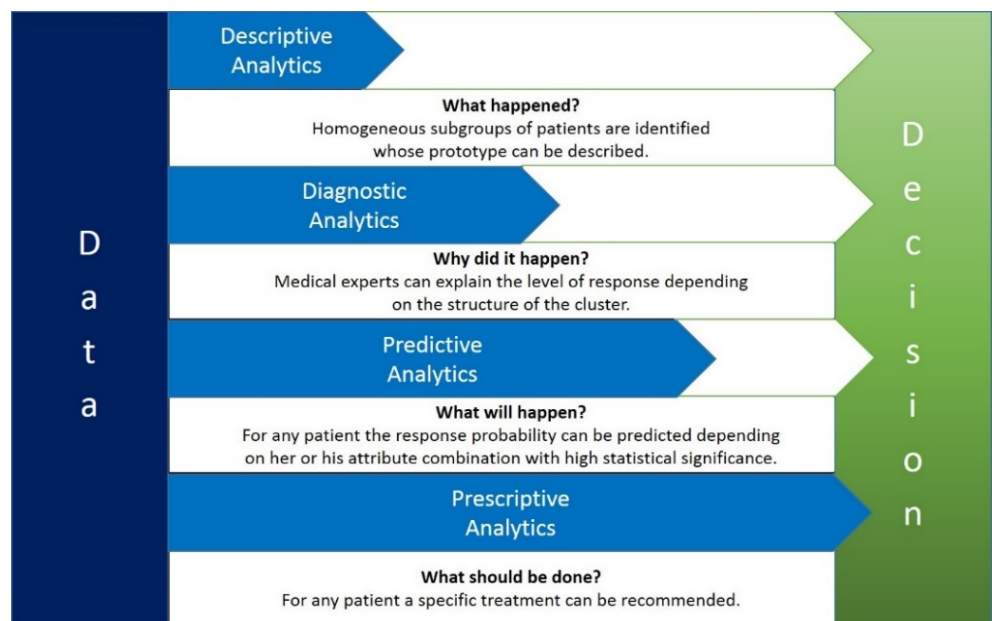 Data
Descriptive
Analytics
What happened?
Homogeneous subgroups of patients are identified
whose prototype can be described.
Diagnostic
Analytics
Why did it happen?
Medical experts can explain the level of response depending
on the structure of the cluster.
Predictive
Analytics
What will happen?
For any patient the response probability can be predicted depending
on her or his attribute combination with high statistical significance.
Prescriptive
Analytics
What should be done?
For any patient a specific treatment can be recommended.
Decision